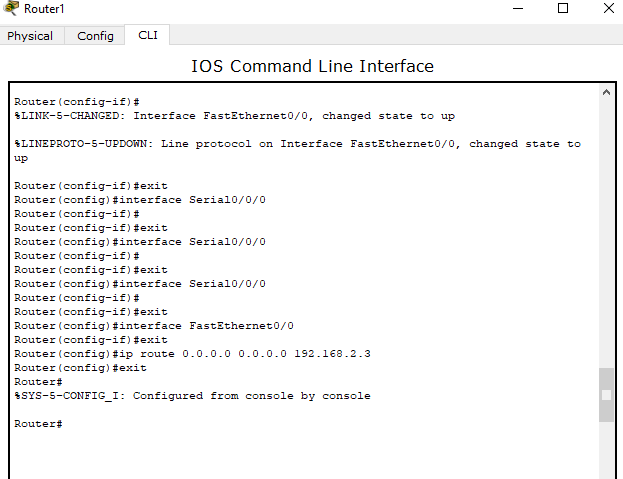 Router1
Physical Config CLI
IOS Command Line Interface
Router(config-if)#
%LINK-5-CHANGED: Interface FastEthernet0/0, changed state to up
%LINEPROTO-5-UPDOWN: Line protocol on Interface FastEthernet0/0, changed state to
up
Router(config-if)#exit
Router(config)#interface Serial0/0/0
Router(config-if)#
Router(config-if)#exit
Router(config)#interface Serial0/0/0
Router(config-if)#
Router(config-if)#exit
Router(config)#interface Serial0/0/0
Router(config-if)#
Router(config-if)#exit
Router(config)#interface FastEthernet0/0
Router(config-if)#exit
Router(config)#ip route 0.0.0.0 0.0.0.0 192.168.2.3
Router(config)#exit
Router#
%SYS-5-CONFIG_I: Configured from console by console
Router#